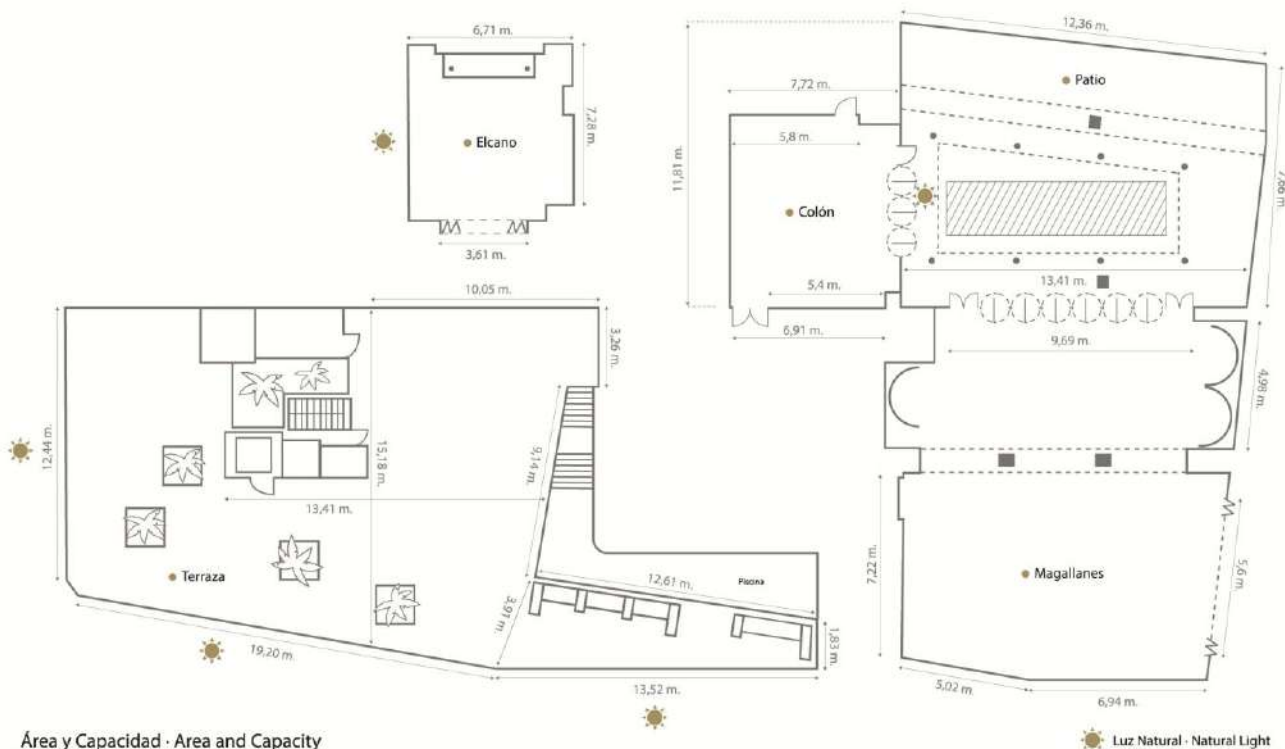 6,71 m.
7,28 m.
Elcano
3,61 m.
12,36 m.
11,81 m.
7,72 m.
5,8 m.
Patio
7,88 m.
Colón
5,4 m.
6,91 m.
13,41 m.
9,69 m.
4,98 m.
10,05 m.
3,26 m.
12,44 m.
15,18 m.
9,14 m.
13,41 m.
Terraza
12,61 m.
Piscina
3,91 m.
1,83 m.
19,20 m.
13,52 m.
7,22 m.
Magallanes
5,6 m.
5,02 m.
6,94 m.
Área y Capacidad · Area and Capacity
Luz Natural · Natural Light